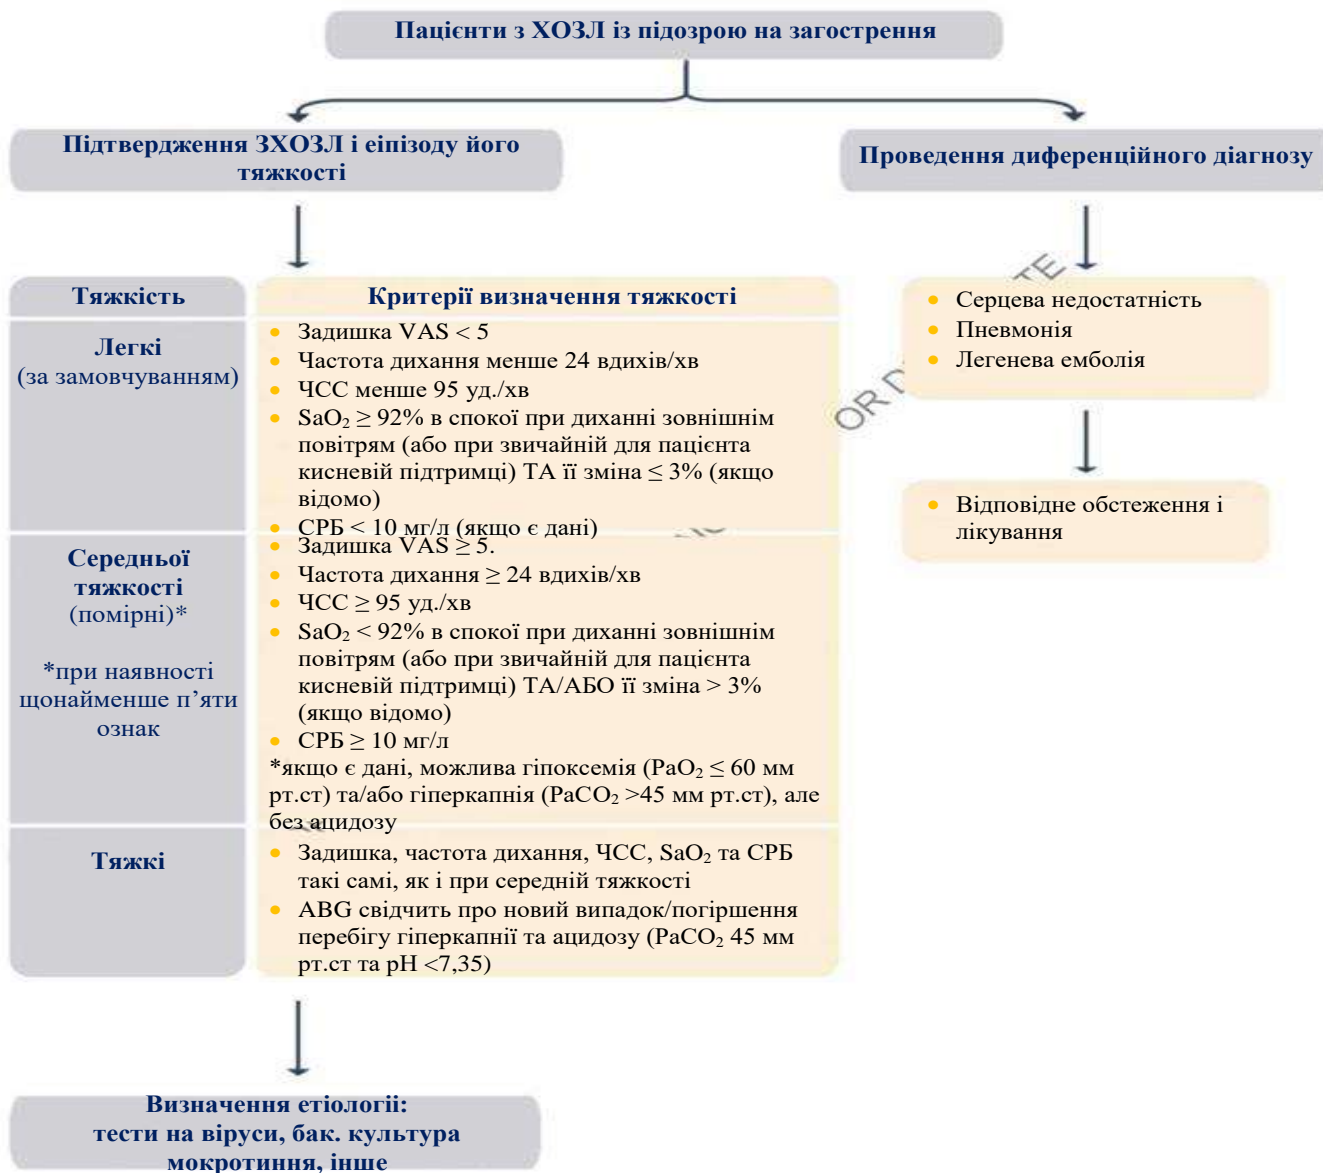 Пацієнти з ХОЗЛ із підозрою на загострення
Підтвердження ЗХОЗЛ і еіпізоду його
тяжкості
Проведення диференційного діагнозу
Тяжкість
Критерії визначення тяжкості
Легкі
(за замовчуванням)
Задишка VAS < 5
Частота дихання менше 24 вдихів/хв
ЧСС менше 95 уд./хв
SaO₂ ≥ 92% в спокої при диханні зовнішнім
повітрям (або при звичайній для пацієнта
кисневій підтримці) ТА її зміна ≤ 3% (якщо
відомо)
СРБ < 10 мг/л (якщо є дані)
Середньої
тяжкості
(помірні)*
*при наявності
щонайменше п’яти
ознак
Задишка VAS ≥ 5.
Частота дихання ≥ 24 вдихів/хв
ЧСС ≥ 95 уд./хв
SaO₂ < 92% в спокої при диханні зовнішнім
повітрям (або при звичайній для пацієнта
кисневій підтримці) ТА/АБО її зміна > 3%
(якщо відомо)
СРБ ≥ 10 мг/л
*якщо є дані, можлива гіпоксемія (PaO₂ ≤ 60 мм
рт.ст) та/або гіперкапнія (PaCO₂ >45 мм рт.ст), але
без ацидозу
Тяжкі
Задишка, частота дихання, ЧСС, SaO₂ та СРБ
такі самі, як і при середній тяжкості
ABG свідчить про новий випадок/погіршення
перебігу гіперкапнії та ацидозу (PaCO₂ 45 мм
рт.ст та pH <7,35)
Серцева недостатність
Пневмонія
Легенева емболія
Відповідне обстеження і
лікування
Визначення етіології:
тести на віруси, бак. культура
мокротиння, інше